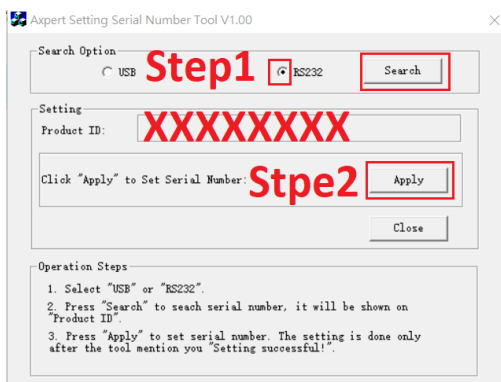 Axpert Setting Serial Number Tool V1.00
Search Option
USB Step1 RS232 Search
Setting
Product ID: XXXXXXXX
Click "Apply" to Set Serial Number: Stpe2 Apply
Close
Operation Steps
1. Select "USB" or "RS232".
2. Press "Search" to seach serial number, it will be shown on
"Product ID".
3. Press "Apply" to set serial number. The setting is done only
after the tool mention you "Setting successful!".